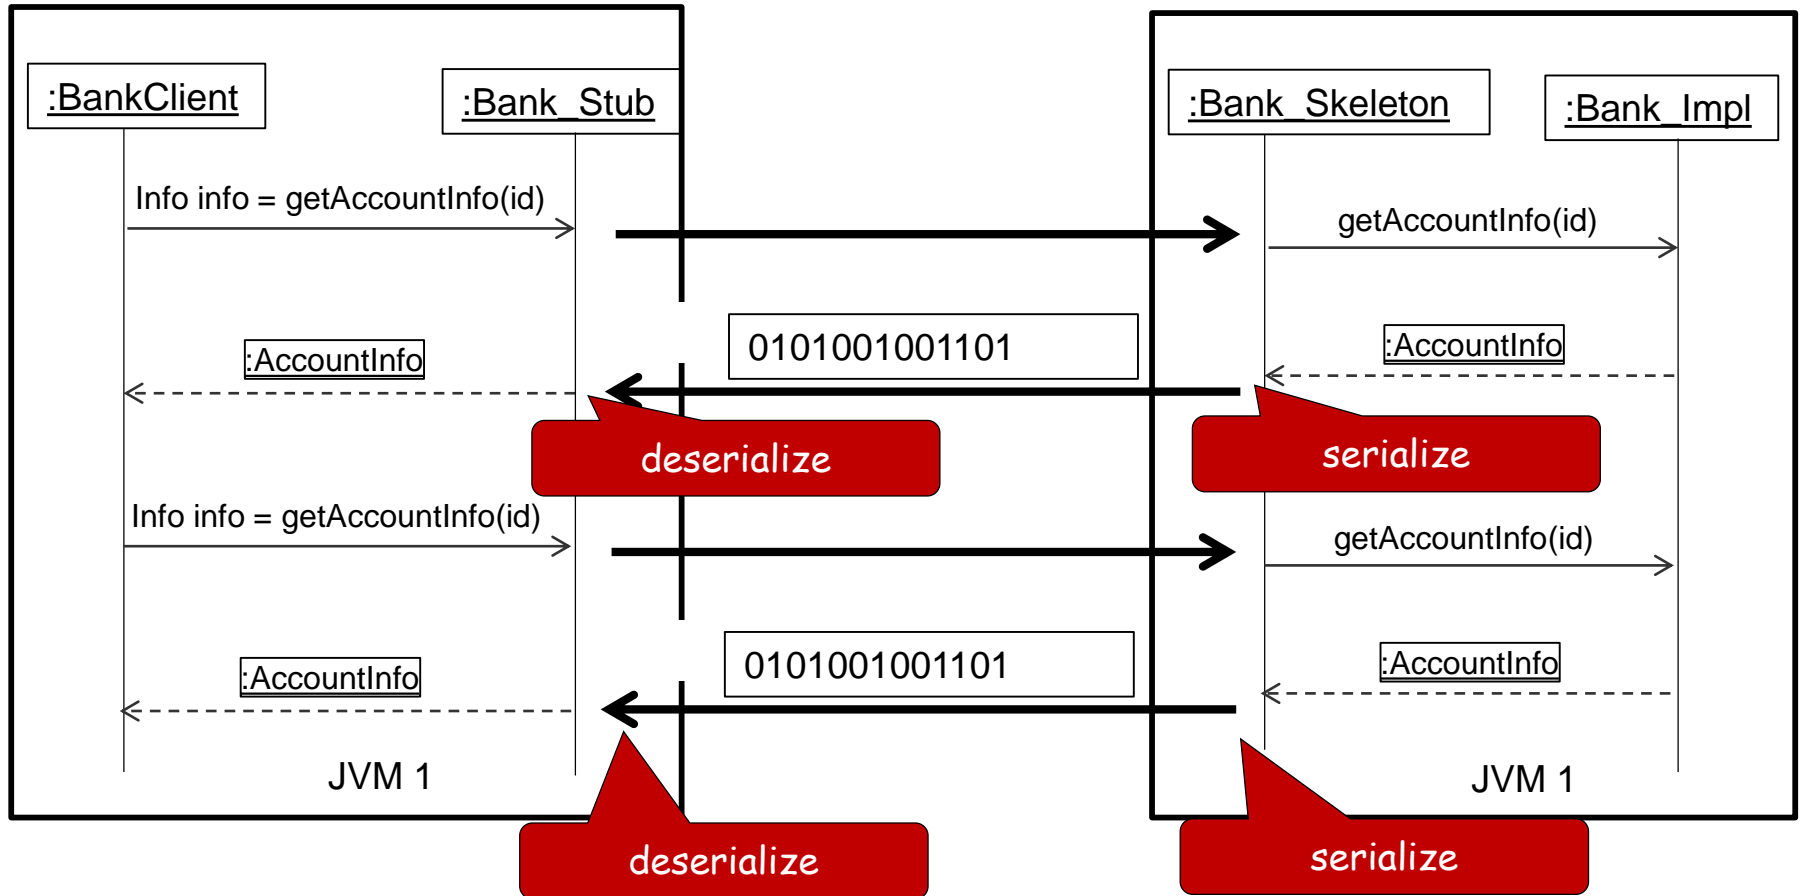 :BankClient
:Bank_Stub
:Bank_Skeleton
:Bank_Impl
Info info = getAccountInfo(id)
getAccountInfo(id)
0101001001101
:AccountInfo
:AccountInfo
deserialize
serialize
Info info = getAccountInfo(id)
getAccountInfo(id)
0101001001101
:AccountInfo
:AccountInfo
JVM 1
JVM 1
deserialize
serialize